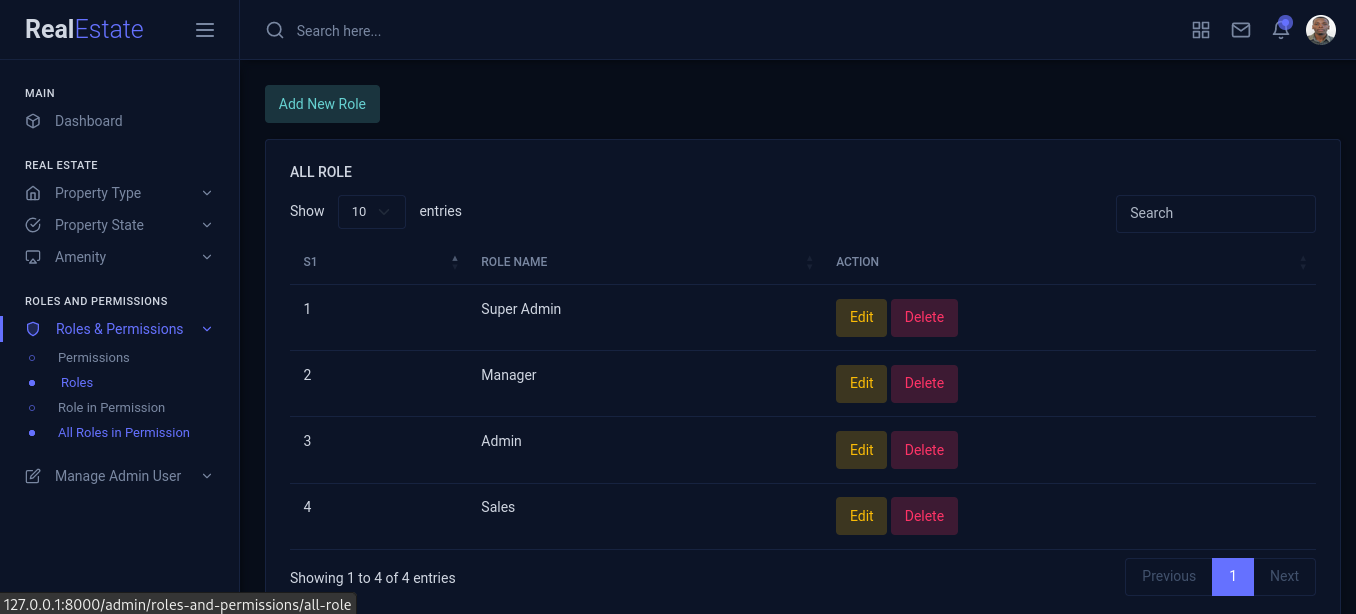 RealEstate
Search here...
MAIN
Dashboard
REAL ESTATE
Property Type
Property State
Amenity
ROLES AND PERMISSIONS
Roles & Permissions
Permissions
Roles
Role in Permission
All Roles in Permission
Manage Admin User
Add New Role
ALL ROLE
Show 10 entries
Search
S1 ROLE NAME ACTION
1 Super Admin Edit Delete
2 Manager Edit Delete
3 Admin Edit Delete
4 Sales Edit Delete
Showing 1 to 4 of 4 entries
Previous 1 Next
127.0.0.1:8000/admin/roles-and-permissions/all-role